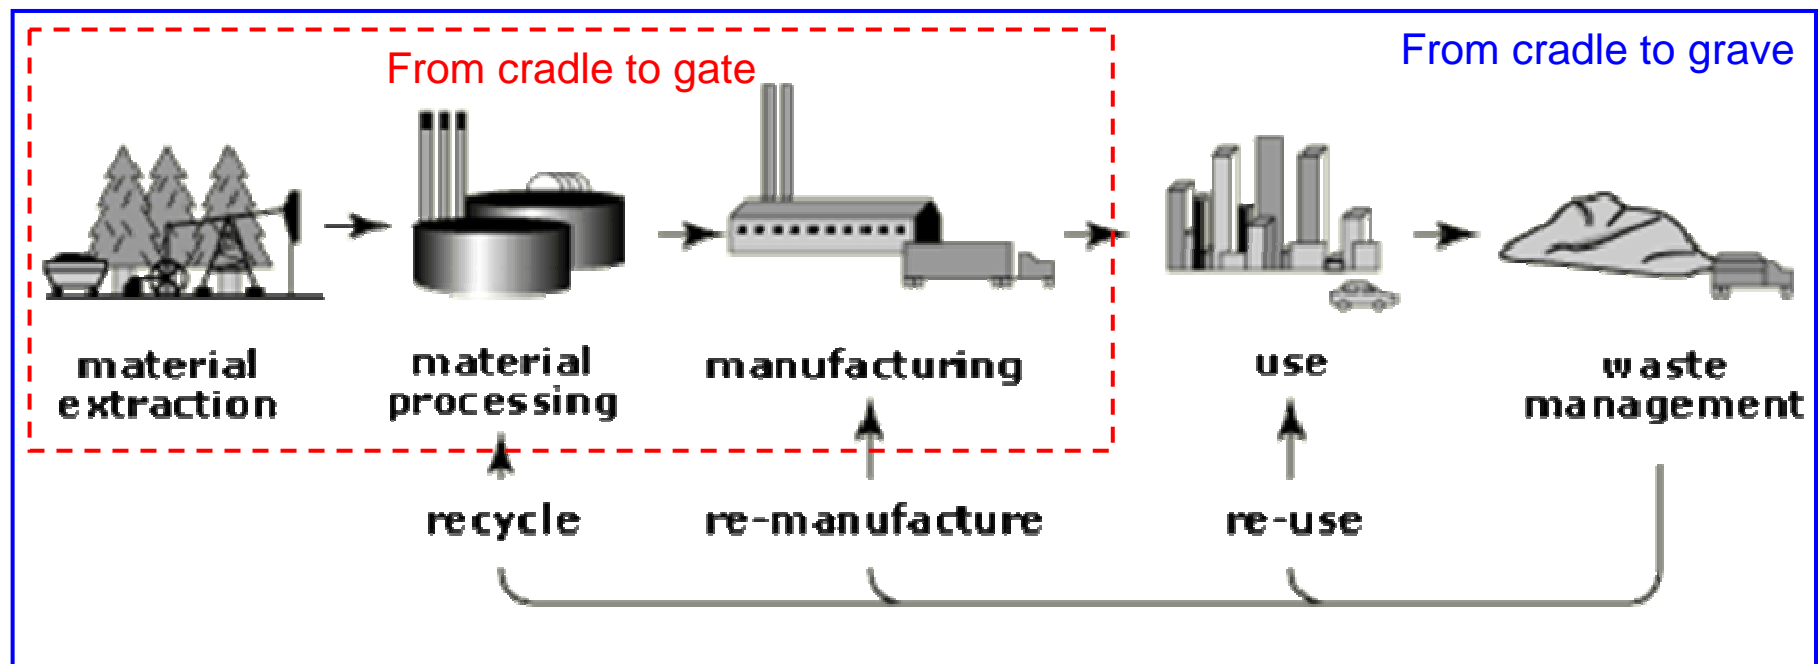 From cradle to gate
From cradle to grave
material
extraction
material
processing
manufacturing
use
waste
management
recycle
re-manufacture
re-use